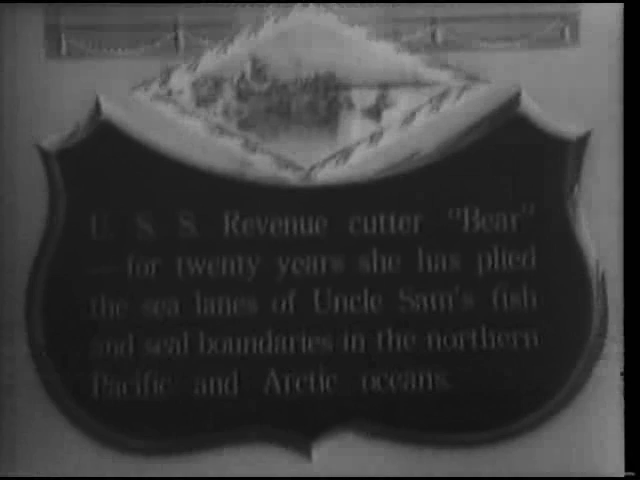 U. S. S. Revenue cutter "Bear"
—for twenty years she has plied
the sea lanes of Uncle Sam's fish
and seal boundaries in the northern
Pacific and Arctic oceans.